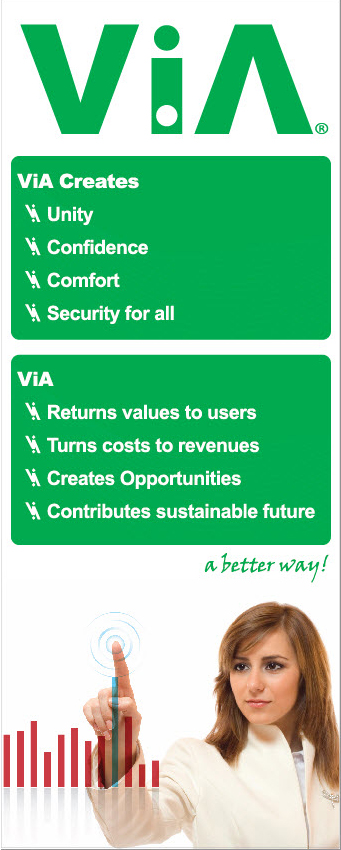 ViA®
ViA Creates
Unity
Confidence
Comfort
Security for all
ViA
Returns values to users
Turns costs to revenues
Creates Opportunities
Contributes sustainable future
a better way!